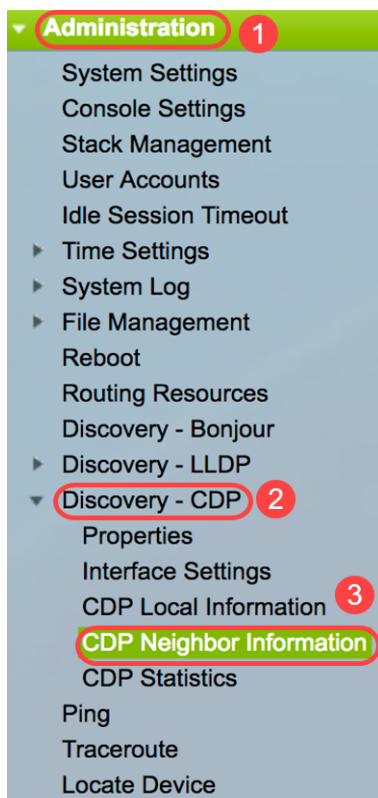 Administration 1
System Settings
Console Settings
Stack Management
User Accounts
Idle Session Timeout
Time Settings
System Log
File Management
Reboot
Routing Resources
Discovery - Bonjour
Discovery - LLDP
Discovery - CDP 2
Properties
Interface Settings
CDP Local Information 3
CDP Neighbor Information
CDP Statistics
Ping
Traceroute
Locate Device